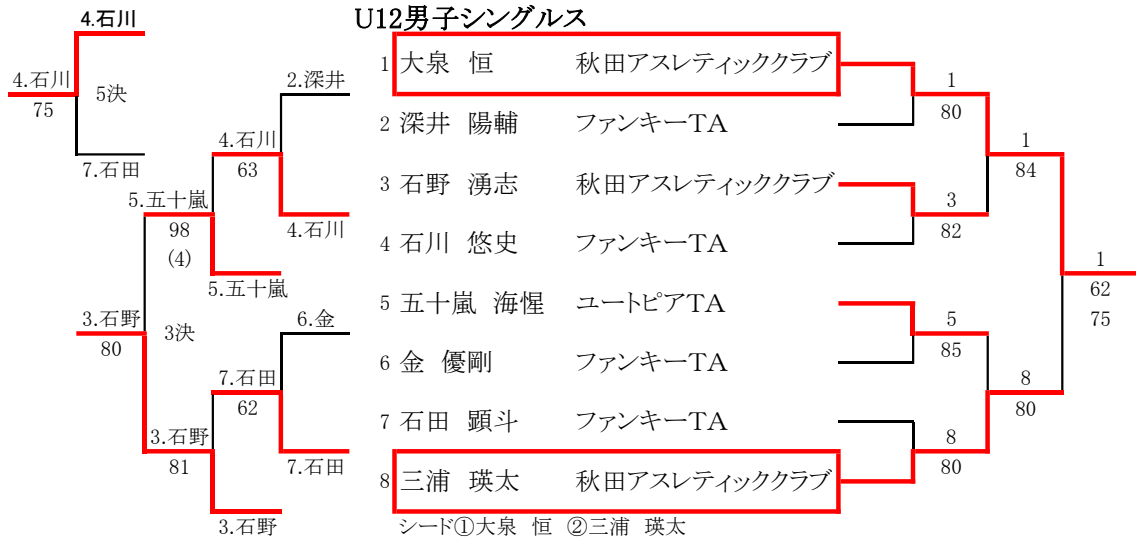 U12男子シングルス
4.石川
4.石川
75
5決
7.石田
2.深井
4.石川
63
4.石川
5.五十嵐
98
(4)
5.五十嵐
3.石野
80
3決
6.金
7.石田
62
7.石田
3.石野
81
3.石野
1 大泉 恒 秋田アスレティッククラブ
2 深井 陽輔 ファンキーTA
3 石野 湧志 秋田アスレティッククラブ
4 石川 悠史 ファンキーTA
5 五十嵐 海惺 ユートピアTA
6 金 優剛 ファンキーTA
7 石田 顕斗 ファンキーTA
8 三浦 瑛太 秋田アスレティッククラブ
シード①大泉 恒 ②三浦 瑛太
1
80
3
82
5
85
8
80
1
84
8
80
1
62
75